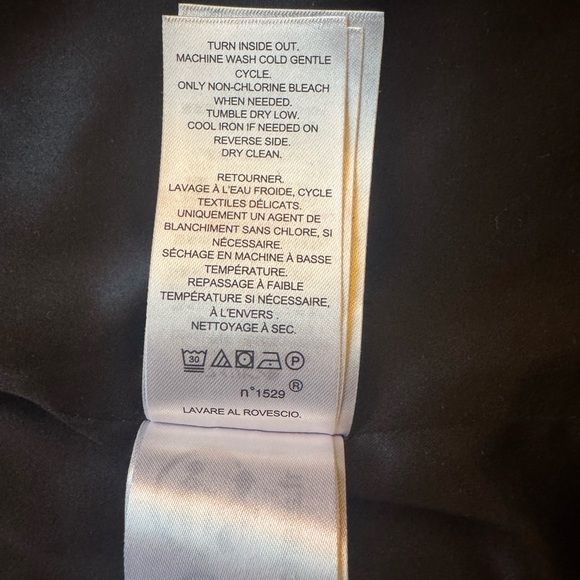 TURN INSIDE OUT.
MACHINE WASH COLD GENTLE
CYCLE.
ONLY NON-CHLORINE BLEACH
WHEN NEEDED.
TUMBLE DRY LOW.
COOL IRON IF NEEDED ON
REVERSE SIDE.
DRY CLEAN.
RETOURNER.
LAVAGE À L'EAU FROIDE, CYCLE
TEXTILES DÉLICATS.
UNIQUEMENT UN AGENT DE
BLANCHIMENT SANS CHLORE, SI
NÉCESSAIRE.
SÉCHAGE EN MACHINE À BASSE
TEMPÉRATURE.
REPASSAGE À FAIBLE
TEMPÉRATURE SI NÉCESSAIRE,
À L'ENVERS .
NETTOYAGE À SEC.
30 P
n°1529 ®
LAVARE AL ROVESCIO.